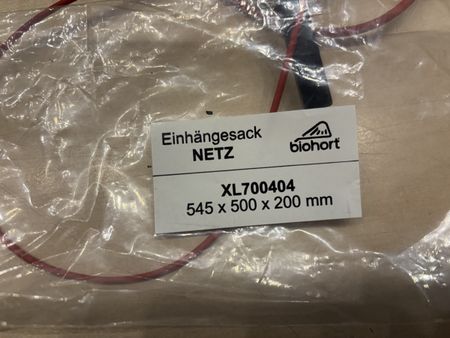 Einhängesack
NETZ
biohort
XL700404
545 x 500 x 200 mm